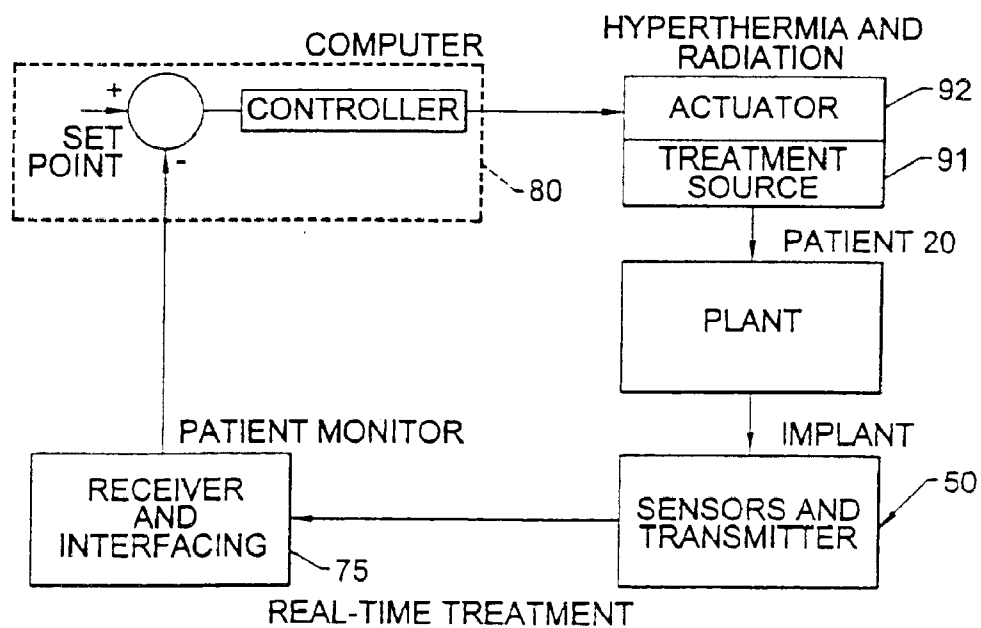 COMPUTER
+
SET
POINT
-
CONTROLLER
80
HYPERTHERMIA AND
RADIATION
ACTUATOR
92
TREATMENT
SOURCE
91
PATIENT 20
PLANT
IMPLANT
SENSORS AND
TRANSMITTER
50
PATIENT MONITOR
RECEIVER
AND
INTERFACING
75
REAL-TIME TREATMENT